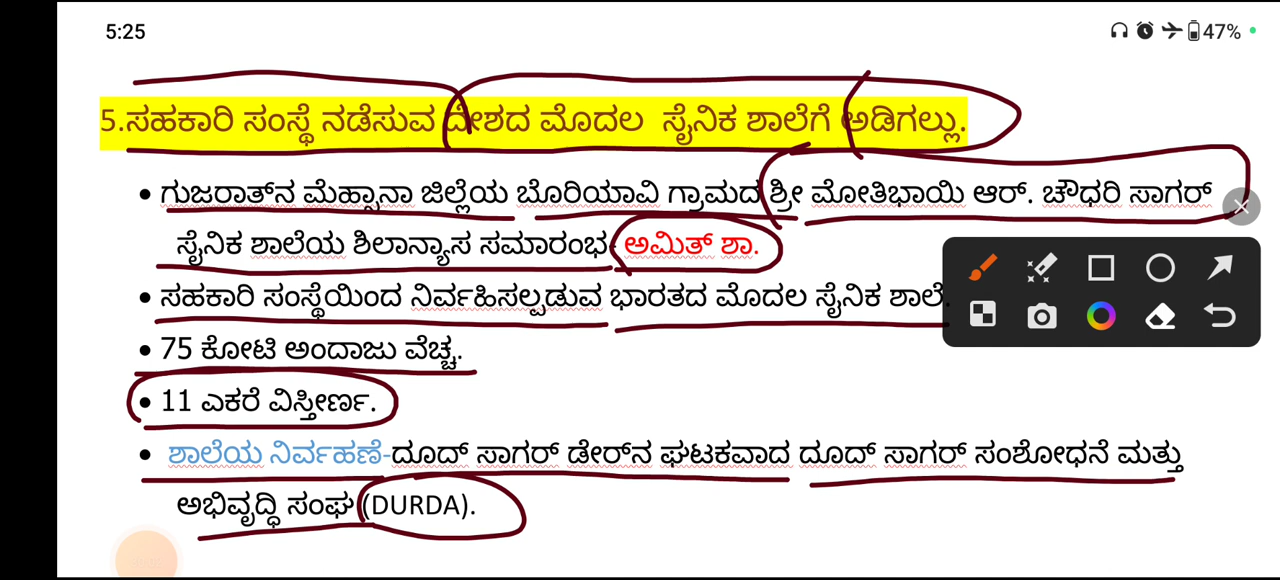 5:25
47%
5.ಸಹಕಾರಿ ಸಂಸ್ಥೆ ನಡೆಸುವ ದೇಶದ ಮೊದಲ ಸೈನಿಕ ಶಾಲೆಗೆ ಅಡಿಗಲ್ಲು.
• ಗುಜರಾತ್‌ನ ಮೆಹ್ಸಾನಾ ಜಿಲ್ಲೆಯ ಬೊರಿಯಾವಿ ಗ್ರಾಮದ ಶ್ರೀ ಮೋತಿಭಾಯಿ ಆರ್. ಚೌಧರಿ ಸಾಗರ್
ಸೈನಿಕ ಶಾಲೆಯ ಶಿಲಾನ್ಯಾಸ ಸಮಾರಂಭ- ಅಮಿತ್ ಶಾ.
• ಸಹಕಾರಿ ಸಂಸ್ಥೆಯಿಂದ ನಿರ್ವಹಿಸಲ್ಪಡುವ ಭಾರತದ ಮೊದಲ ಸೈನಿಕ ಶಾಲೆ.
• 75 ಕೋಟಿ ಅಂದಾಜು ವೆಚ್ಚ.
• 11 ಎಕರೆ ವಿಸ್ತೀರ್ಣ.
• ಶಾಲೆಯ ನಿರ್ವಹಣೆ-ದೂದ್ ಸಾಗರ್ ಡೇರ್‌ನ ಘಟಕವಾದ ದೂದ್ ಸಾಗರ್ ಸಂಶೋಧನೆ ಮತ್ತು
ಅಭಿವೃದ್ಧಿ ಸಂಘ (DURDA).